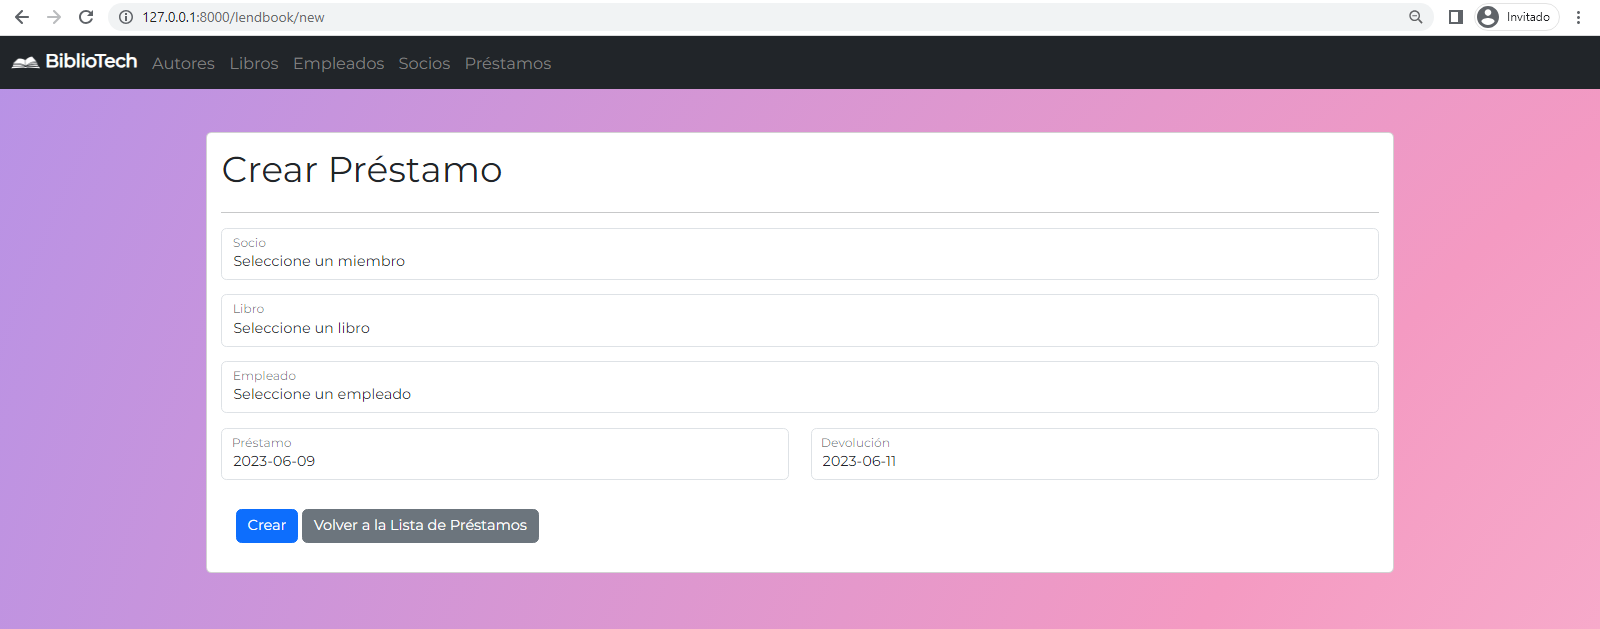 127.0.0.1:8000/lendbook/new
Invitado
BiblioTech Autores Libros Empleados Socios Préstamos
Crear Préstamo
Socio
Seleccione un miembro
Libro
Seleccione un libro
Empleado
Seleccione un empleado
Préstamo
2023-06-09
Devolución
2023-06-11
Crear
Volver a la Lista de Préstamos